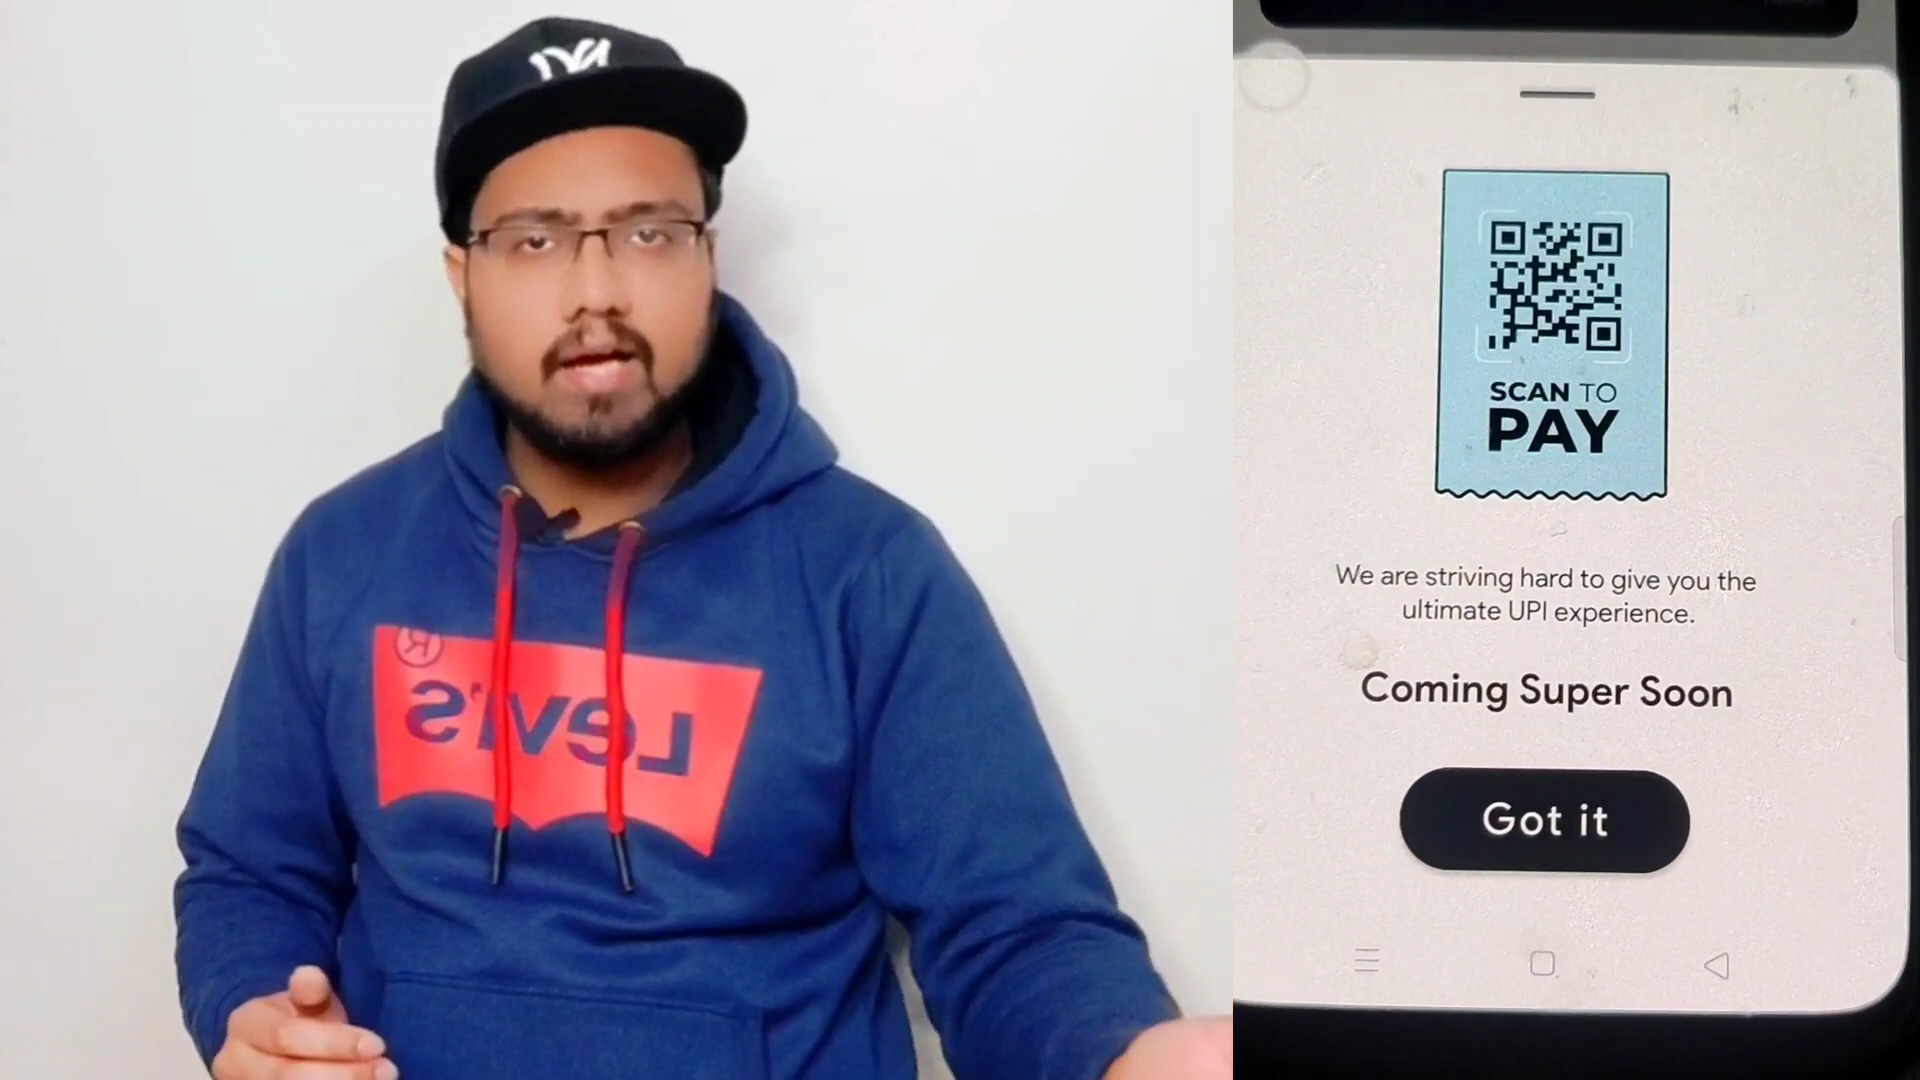 Levi's
®
SCAN TO
PAY
We are striving hard to give you the
ultimate UPI experience.
Coming Super Soon
Got it